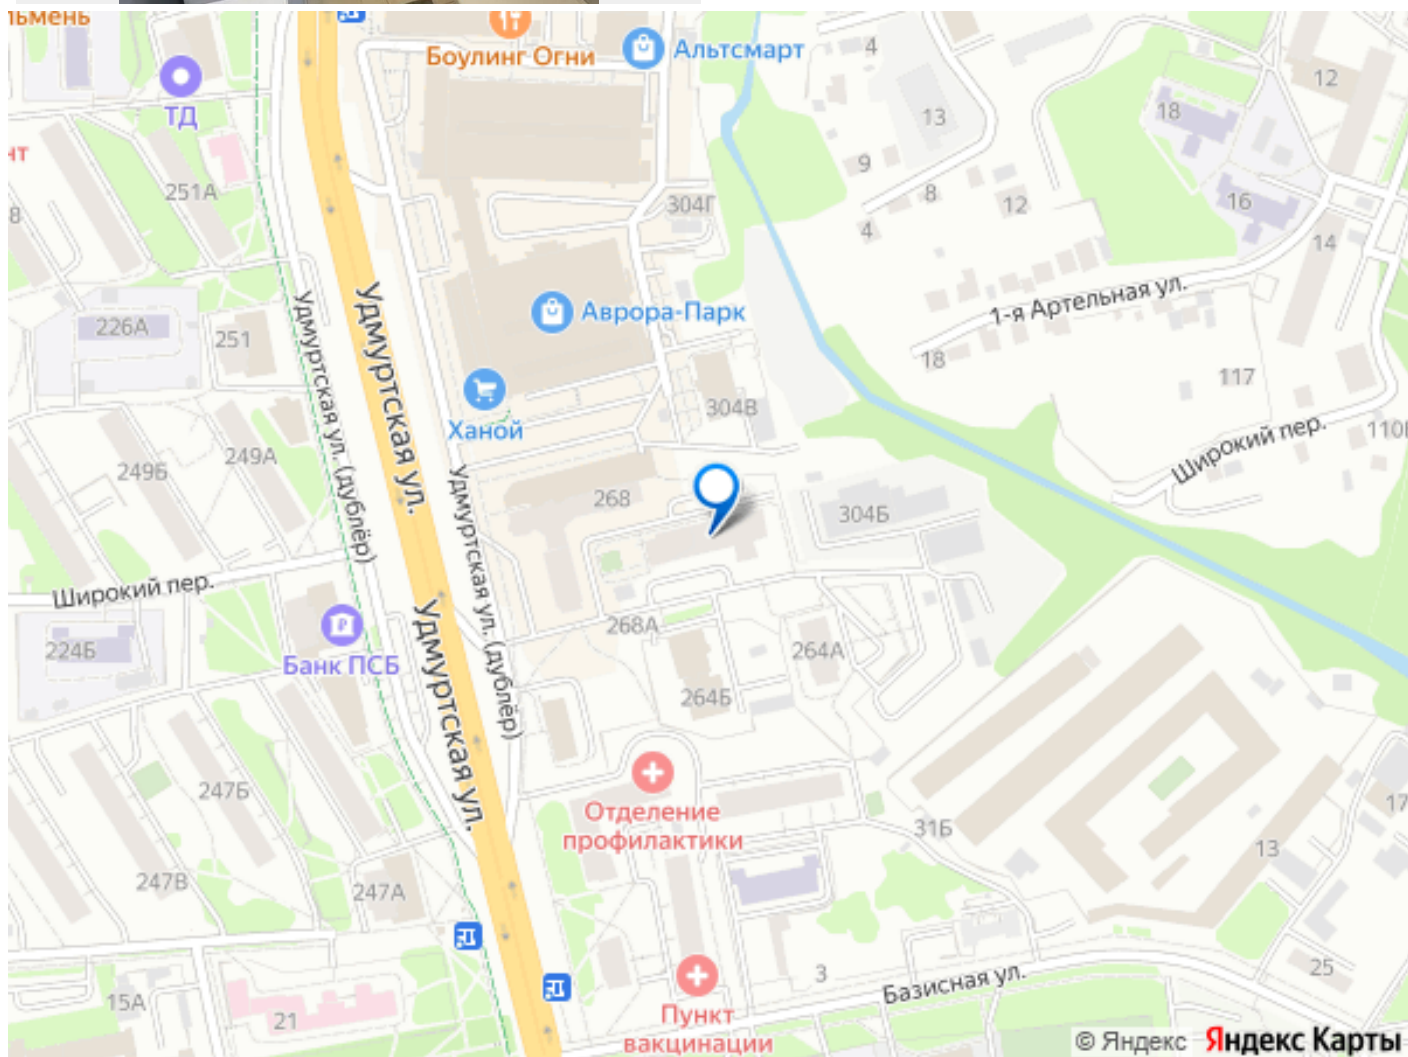 льмень
Боулинг Огни
Альтсмарт
4
12
ТД
13
18
нт
251А
9
8
12
16
8
304Г
4
14
Удмуртская ул.
Удмуртская ул. (дублёр)
Аврора-Парк
1-я Артельная ул.
226А
251
18
117
Ханой
304В
Широкий пер.
249Б
249А
Удмуртская ул. (дублёр)
268
304Б
Широкий пер.
Удмуртская ул.
268А
264А
224Б
Банк ПСБ
264Б
247Б
Отделение
профилактики
31Б
17
13
247В
247А
3
Базисная ул.
25
15А
21
Пункт
вакцинации
© Яндекс Яндекс Карты